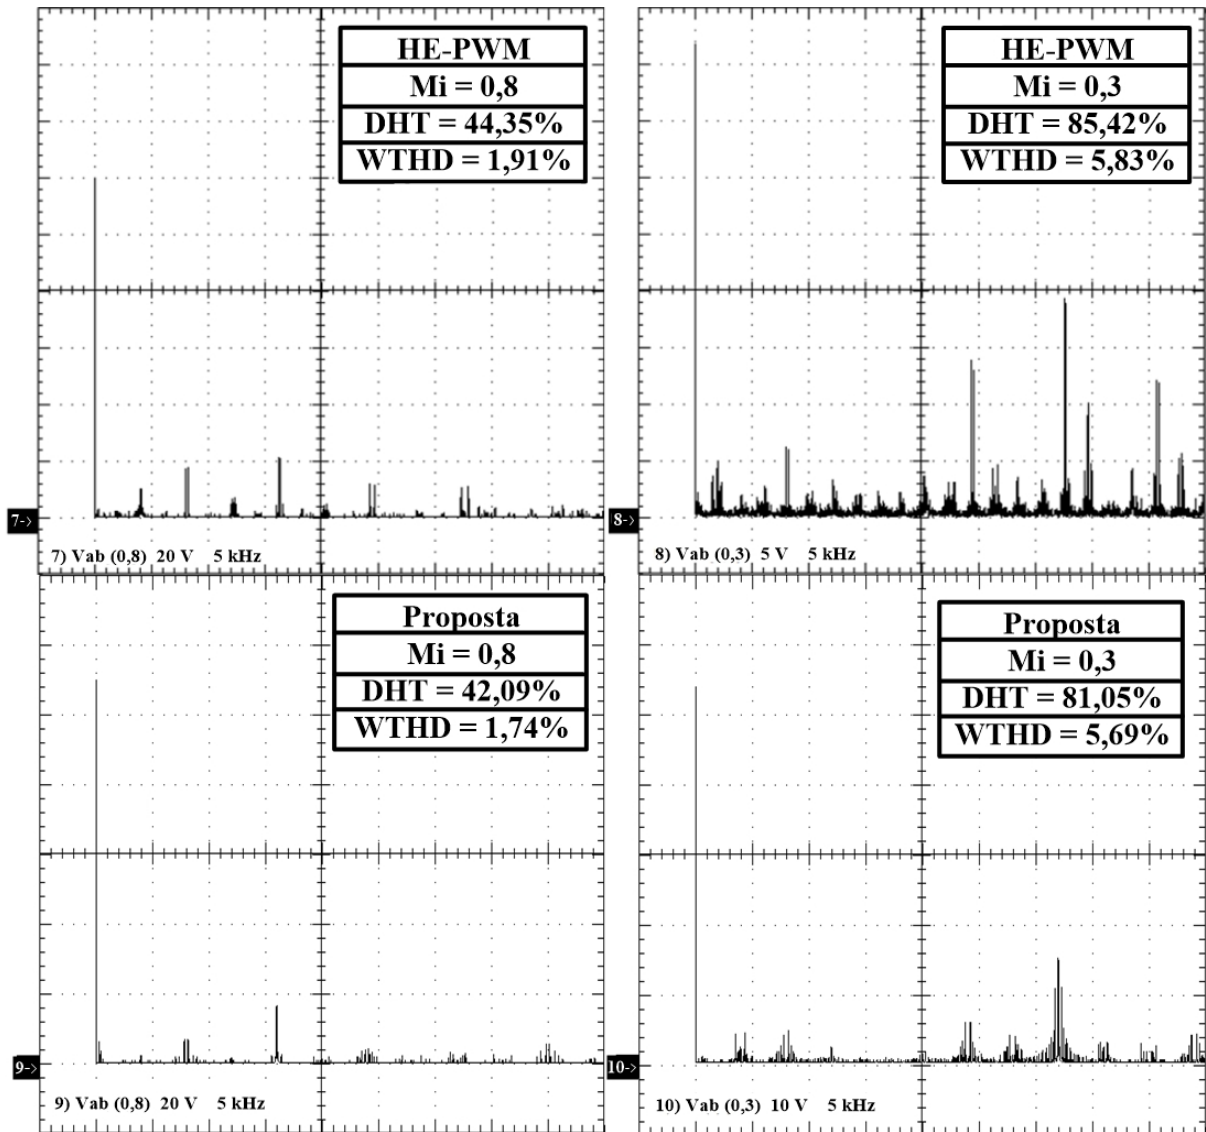 HE-PWM
Mi = 0,8
DHT = 44,35%
WTHD = 1,91%
7->
7) Vab (0,8) 20 V 5 kHz
HE-PWM
Mi = 0,3
DHT = 85,42%
WTHD = 5,83%
8->
8) Vab (0,3) 5 V 5 kHz
Proposta
Mi = 0,8
DHT = 42,09%
WTHD = 1,74%
9->
9) Vab (0,8) 20 V 5 kHz
Proposta
Mi = 0,3
DHT = 81,05%
WTHD = 5,69%
10->
10) Vab (0,3) 10 V 5 kHz